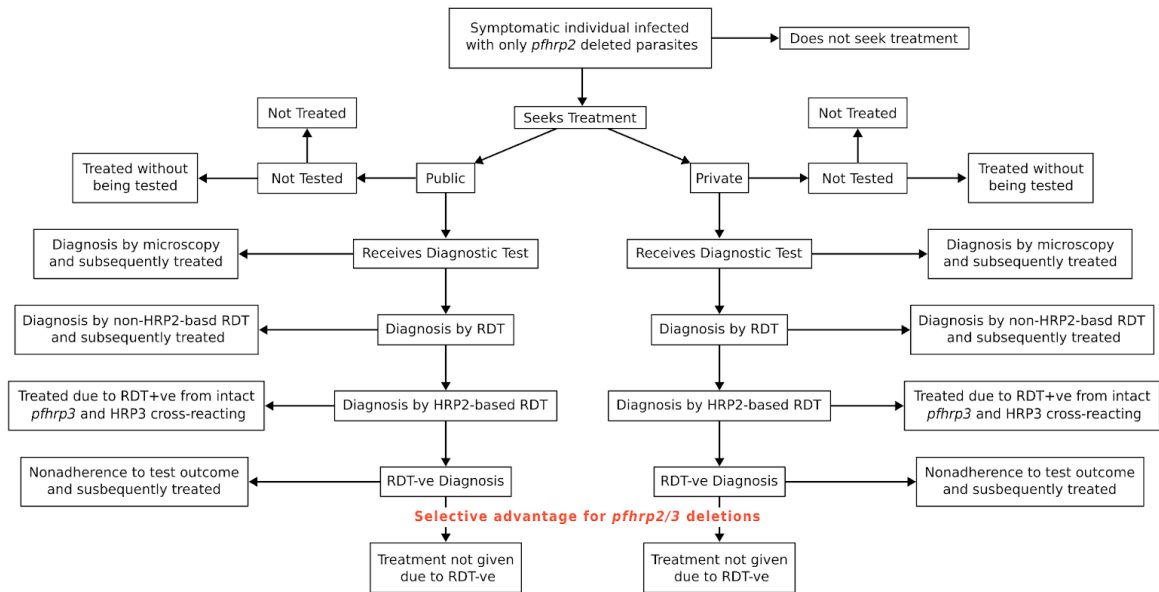 Symptomatic individual infected
with only pfhrp2 deleted parasites
Does not seek treatment
Seeks Treatment
Not Treated
Not Treated
Treated without
being tested
Not Tested
Public
Private
Not Tested
Treated without
being tested
Diagnosis by microscopy
and subsequently treated
Receives Diagnostic Test
Receives Diagnostic Test
Diagnosis by microscopy
and subsequently treated
Diagnosis by non-HRP2-basd RDT
and subsequently treated
Diagnosis by RDT
Diagnosis by RDT
Diagnosis by non-HRP2-basd RDT
and subsequently treated
Treated due to RDT+ve from intact
pfhrp3 and HRP3 cross-reacting
Diagnosis by HRP2-based RDT
Diagnosis by HRP2-based RDT
Treated due to RDT+ve from intact
pfhrp3 and HRP3 cross-reacting
Nonadherence to test outcome
and susbequently treated
RDT-ve Diagnosis
RDT-ve Diagnosis
Nonadherence to test outcome
and susbequently treated
Selective advantage for pfhrp2/3 deletions
Treatment not given
due to RDT-ve
Treatment not given
due to RDT-ve